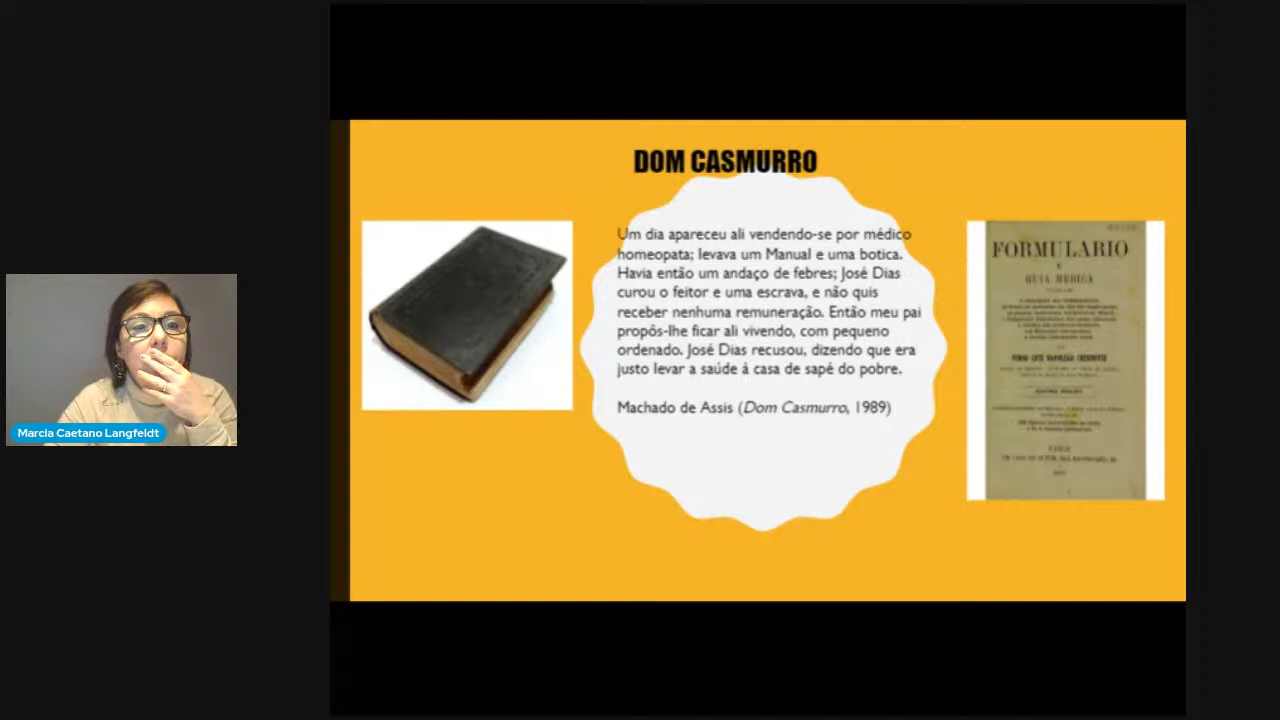 DOM CASMURRO
Um dia apareceu ali vendendo-se por médico
homeopata; levava um Manual e uma botica.
Havia então um andaço de febres; José Dias
curou o feitor e uma escrava, e não quis
receber nenhuma remuneração. Então meu pai
propôs-lhe ficar ali vivendo, com pequeno
ordenado. José Dias recusou, dizendo que era
justo levar a saúde à casa de sapé do pobre.
Machado de Assis (Dom Casmurro, 1989)
FORMULARIO
GUIA MEDICA
PARIS
Marcia Caetano Langfeldt